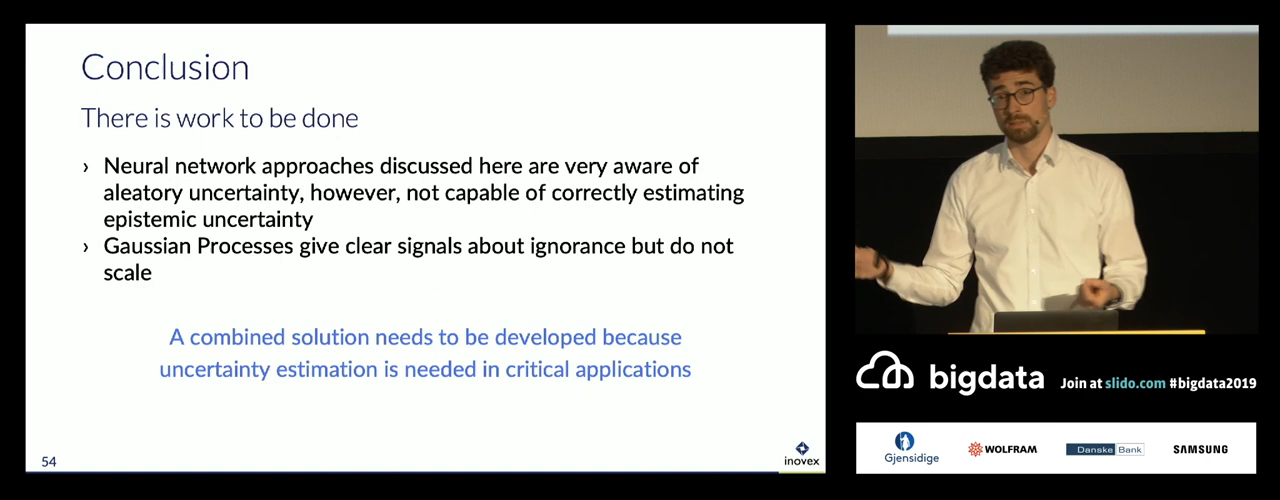 Conclusion
There is work to be done
› Neural network approaches discussed here are very aware of
aleatory uncertainty, however, not capable of correctly estimating
epistemic uncertainty
› Gaussian Processes give clear signals about ignorance but do not
scale
A combined solution needs to be developed because
uncertainty estimation is needed in critical applications
54
inovex
bigdata
Join at slido.com #bigdata2019
Gjensidige
WOLFRAM
Danske Bank
SAMSUNG